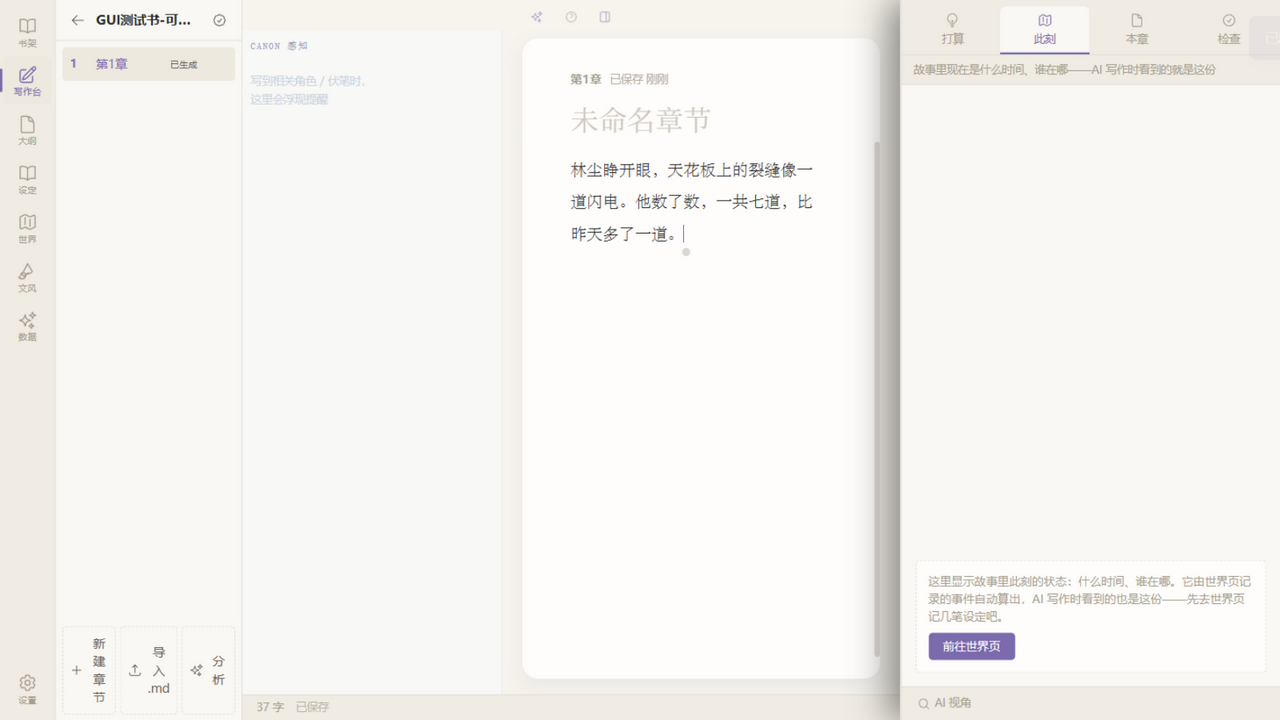 书架
写作台
大纲
设定
世界
文风
数据
设置
GUI测试书-可...
1 第1章 已生成
新建章节
导入.md
分析
CANON 感知
写到相关角色 / 伏笔时，
这里会浮现提醒
第1章 已保存 刚刚
未命名章节
林尘睁开眼，天花板上的裂缝像一
道闪电。他数了数，一共七道，比
昨天多了一道。
37 字 已保存
打算
此刻
本章
检查
故事里现在是什么时间、谁在哪——AI 写作时看到的就是这份
这里显示故事里此刻的状态：什么时间、谁在哪。它由世界页记
录的事件自动算出，AI 写作时看到的也是这份——先去世界页
记几笔设定吧。
前往世界页
AI 视角